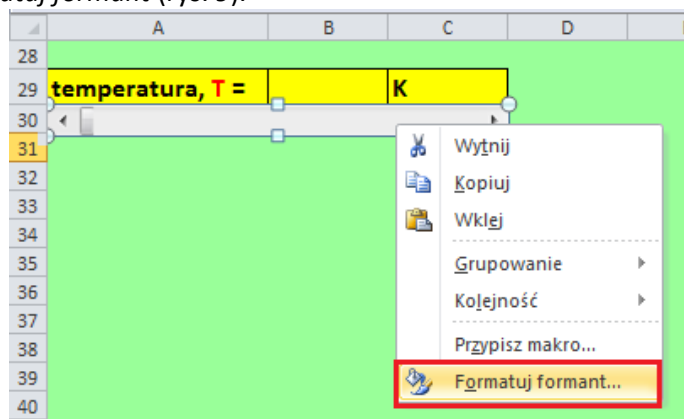 A B C D
28
29 temperatura, T = K
30
31 Wytnij
32 Kopiuj
33 Wklej
34
35 Grupowanie
36 Kolejność
37
38 Przypisz makro...
39 Formatuj formant...
40